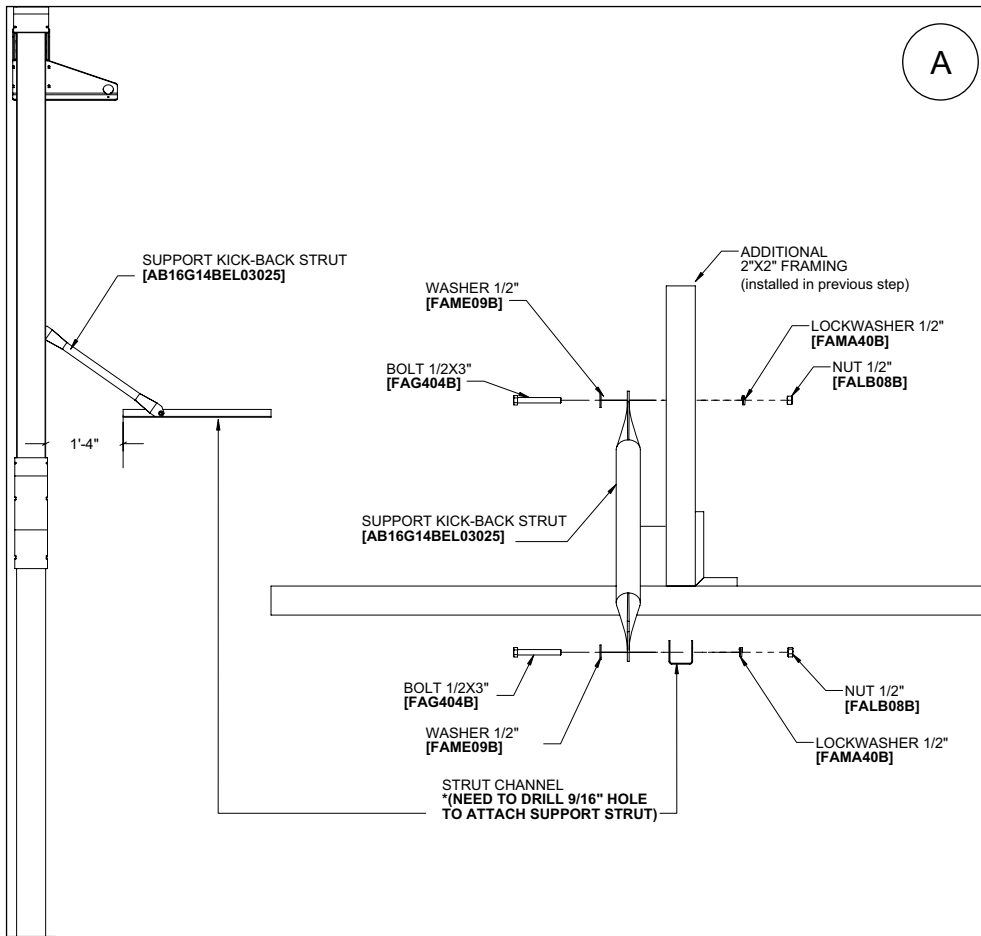 A
SUPPORT KICK-BACK STRUT
[AB16G14BEL03025]
1'-4"
WASHER 1/2"
[FAME09B]
BOLT 1/2X3"
[FAG404B]
ADDITIONAL
2"X2" FRAMING
(installed in previous step)
LOCKWASHER 1/2"
[FAMA40B]
NUT 1/2"
[FALB08B]
SUPPORT KICK-BACK STRUT
[AB16G14BEL03025]
BOLT 1/2X3"
[FAG404B]
WASHER 1/2"
[FAME09B]
NUT 1/2"
[FALB08B]
LOCKWASHER 1/2"
[FAMA40B]
STRUT CHANNEL
*(NEED TO DRILL 9/16" HOLE
TO ATTACH SUPPORT STRUT)